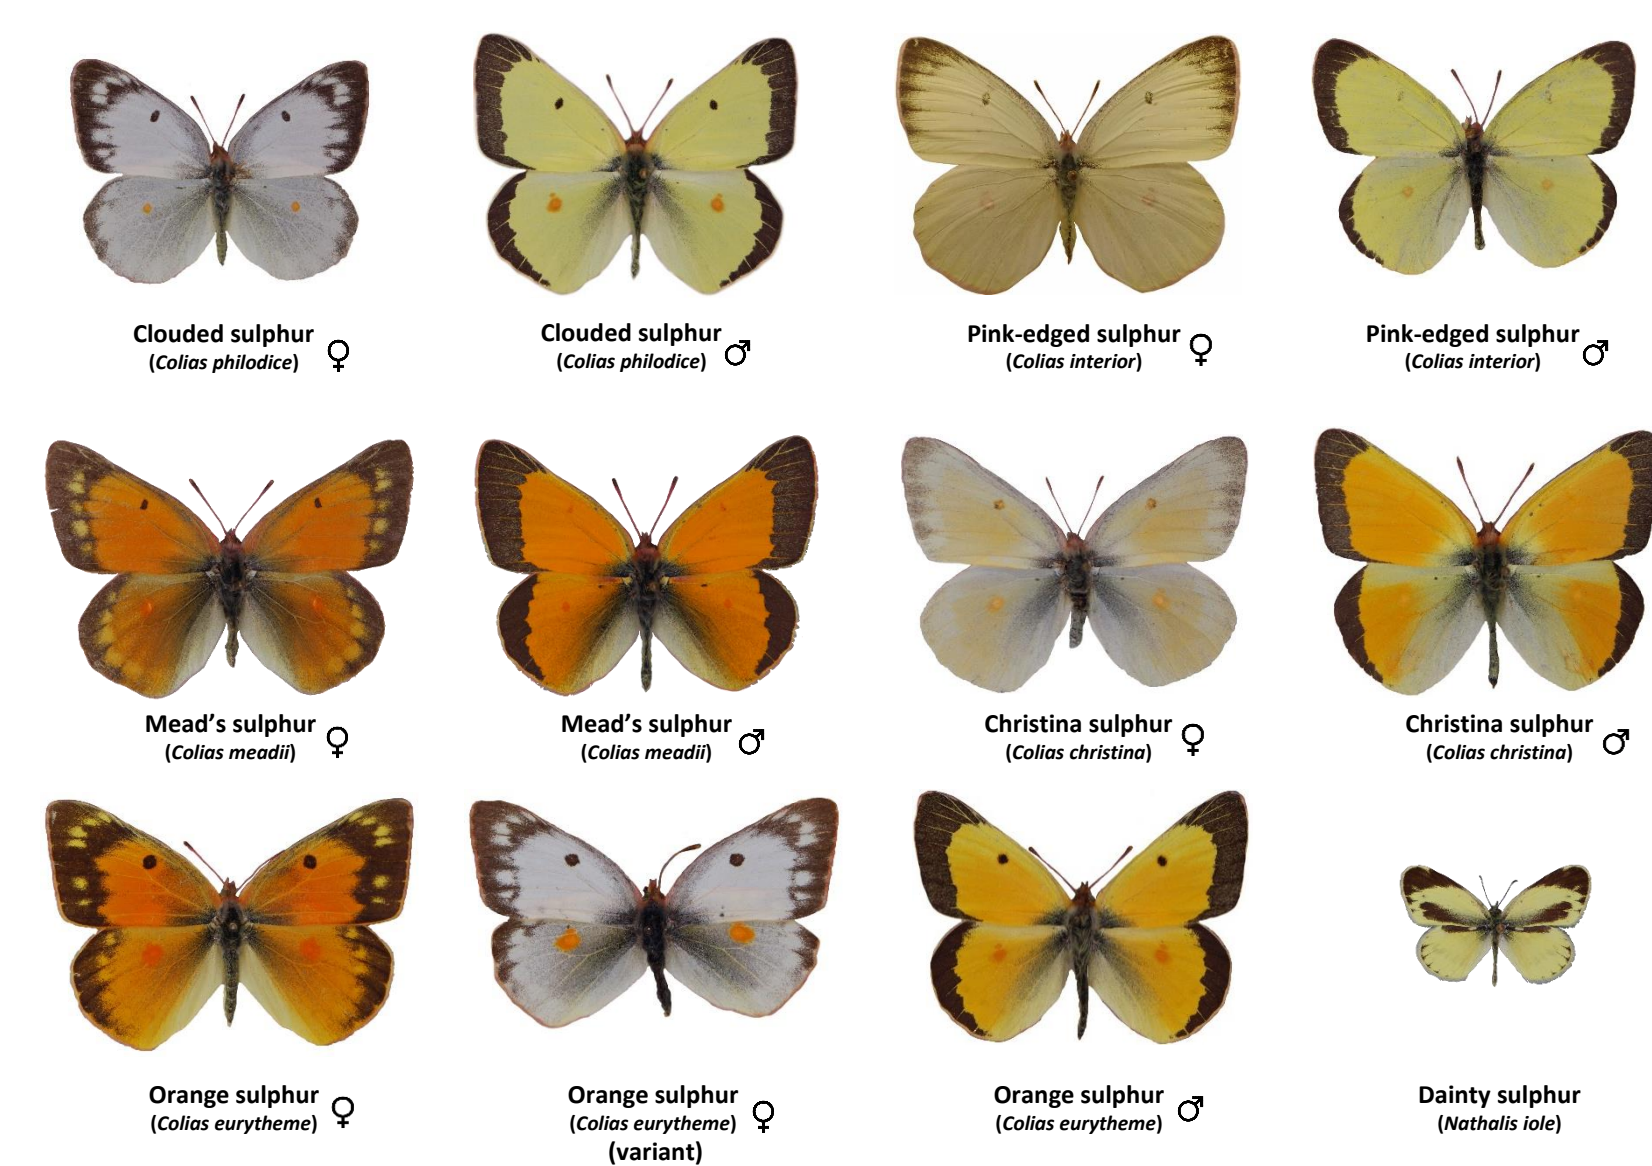 Clouded sulphur
(Colias philodice) ♀
Clouded sulphur
(Colias philodice) ♂
Pink-edged sulphur
(Colias interior) ♀
Pink-edged sulphur
(Colias interior) ♂
Mead’s sulphur
(Colias meadii) ♀
Mead’s sulphur
(Colias meadii) ♂
Christina sulphur
(Colias christina) ♀
Christina sulphur
(Colias christina) ♂
Orange sulphur
(Colias eurytheme) ♀
Orange sulphur
(Colias eurytheme) ♀
(variant)
Orange sulphur
(Colias eurytheme) ♂
Dainty sulphur
(Nathalis iole)